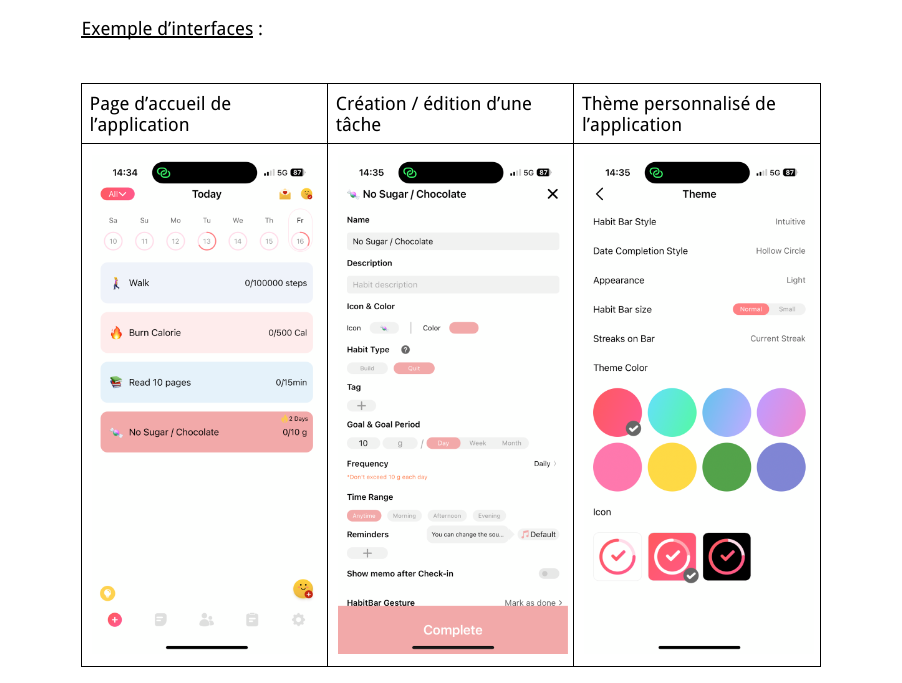 Exemple d’interfaces :
Page d’accueil de
l’application
Création / édition d’une
tâche
Thème personnalisé de
l’application
14:34
5G 87
All
Today
Sa Su Mo Tu We Th Fr
10 11 12 13 14 15 16
Walk 0/100000 steps
Burn Calorie 0/500 Cal
Read 10 pages 0/15min
2 Days
No Sugar / Chocolate 0/10 g
14:35
5G 87
No Sugar / Chocolate
Name
No Sugar / Chocolate
Description
Habit description
Icon & Color
Icon Color
Habit Type ?
Build Quit
Tag
+
Goal & Goal Period
10 g / Day Week Month
Frequency Daily
*Don't exceed 10 g each day
Time Range
Anytime Morning Afternoon Evening
Reminders You can change the sou... Default
+
Show memo after Check-in
HabitBar Gesture Mark as done
Complete
14:35
5G 87
Theme
Habit Bar Style Intuitive
Date Completion Style Hollow Circle
Appearance Light
Habit Bar size Normal Small
Streaks on Bar Current Streak
Theme Color
Icon